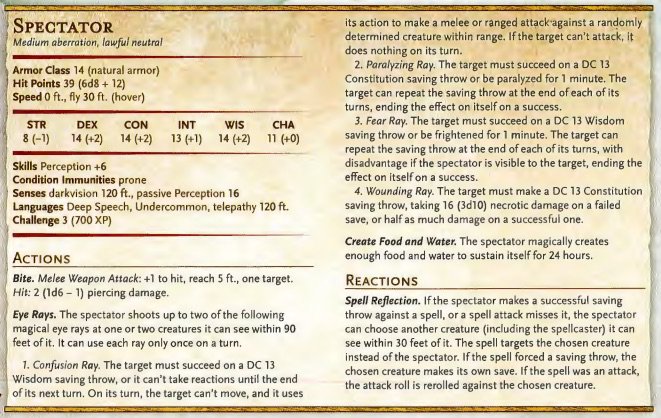 SPECTATOR
Medium aberration, lawful neutral
Armor Class 14 (natural armor)
Hit Points 39 (6d8 + 12)
Speed 0 ft., fly 30 ft. (hover)
STR DEX CON INT WIS CHA
8 (–1) 14 (+2) 14 (+2) 13 (+1) 14 (+2) 11 (+0)
Skills Perception +6
Condition Immunities prone
Senses darkvision 120 ft., passive Perception 16
Languages Deep Speech, Undercommon, telepathy 120 ft.
Challenge 3 (700 XP)
ACTIONS
Bite. Melee Weapon Attack: +1 to hit, reach 5 ft., one target.
Hit: 2 (1d6 – 1) piercing damage.
Eye Rays. The spectator shoots up to two of the following
magical eye rays at one or two creatures it can see within 90
feet of it. It can use each ray only once on a turn.
1. Confusion Ray. The target must succeed on a DC 13
Wisdom saving throw, or it can't take reactions until the end
of its next turn. On its turn, the target can't move, and it uses
its action to make a melee or ranged attack against a randomly
determined creature within range. If the target can't attack, it
does nothing on its turn.
2. Paralyzing Ray. The target must succeed on a DC 13
Constitution saving throw or be paralyzed for 1 minute. The
target can repeat the saving throw at the end of each of its
turns, ending the effect on itself on a success.
3. Fear Ray. The target must succeed on a DC 13 Wisdom
saving throw or be frightened for 1 minute. The target can
repeat the saving throw at the end of each of its turns, with
disadvantage if the spectator is visible to the target, ending the
effect on itself on a success.
4. Wounding Ray. The target must make a DC 13 Constitution
saving throw, taking 16 (3d10) necrotic damage on a failed
save, or half as much damage on a successful one.
Create Food and Water. The spectator magically creates
enough food and water to sustain itself for 24 hours.
REACTIONS
Spell Reflection. If the spectator makes a successful saving
throw against a spell, or a spell attack misses it, the spectator
can choose another creature (including the spellcaster) it can
see within 30 feet of it. The spell targets the chosen creature
instead of the spectator. If the spell forced a saving throw, the
chosen creature makes its own save. If the spell was an attack,
the attack roll is rerolled against the chosen creature.